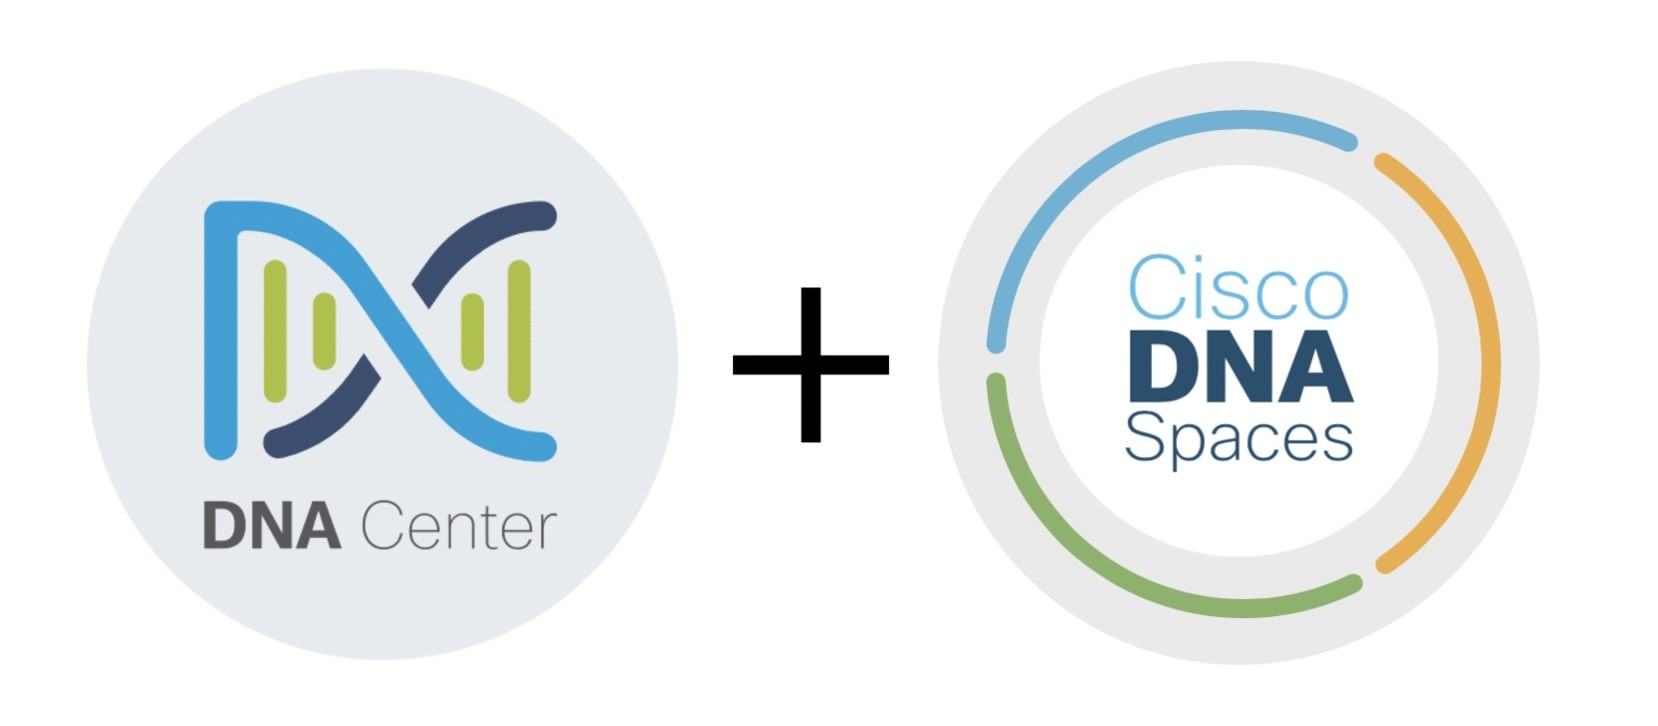 DNA Center
Cisco
DNA
Spaces